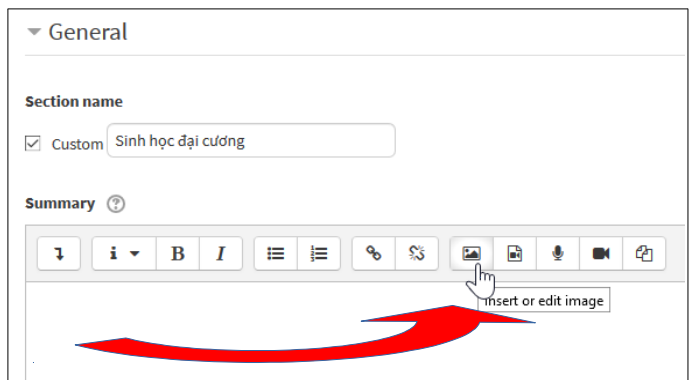 General
Section name
Custom Sinh học đại cương
Summary
B I
Insert or edit image